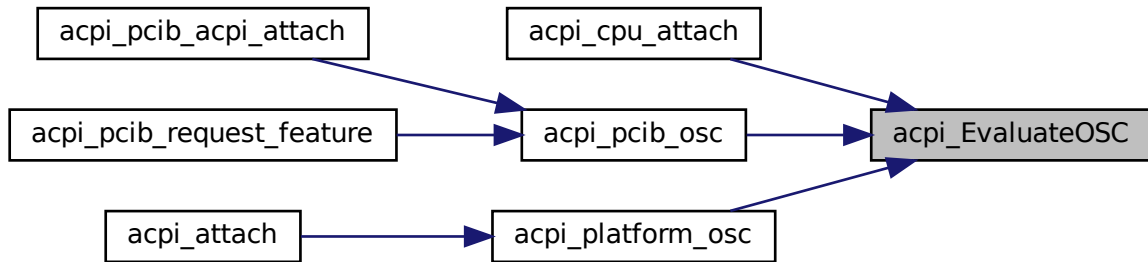 acpi_pcib_acpi_attach
acpi_cpu_attach
acpi_pcib_request_feature
acpi_pcib_osc
acpi_EvaluateOSC
acpi_attach
acpi_platform_osc